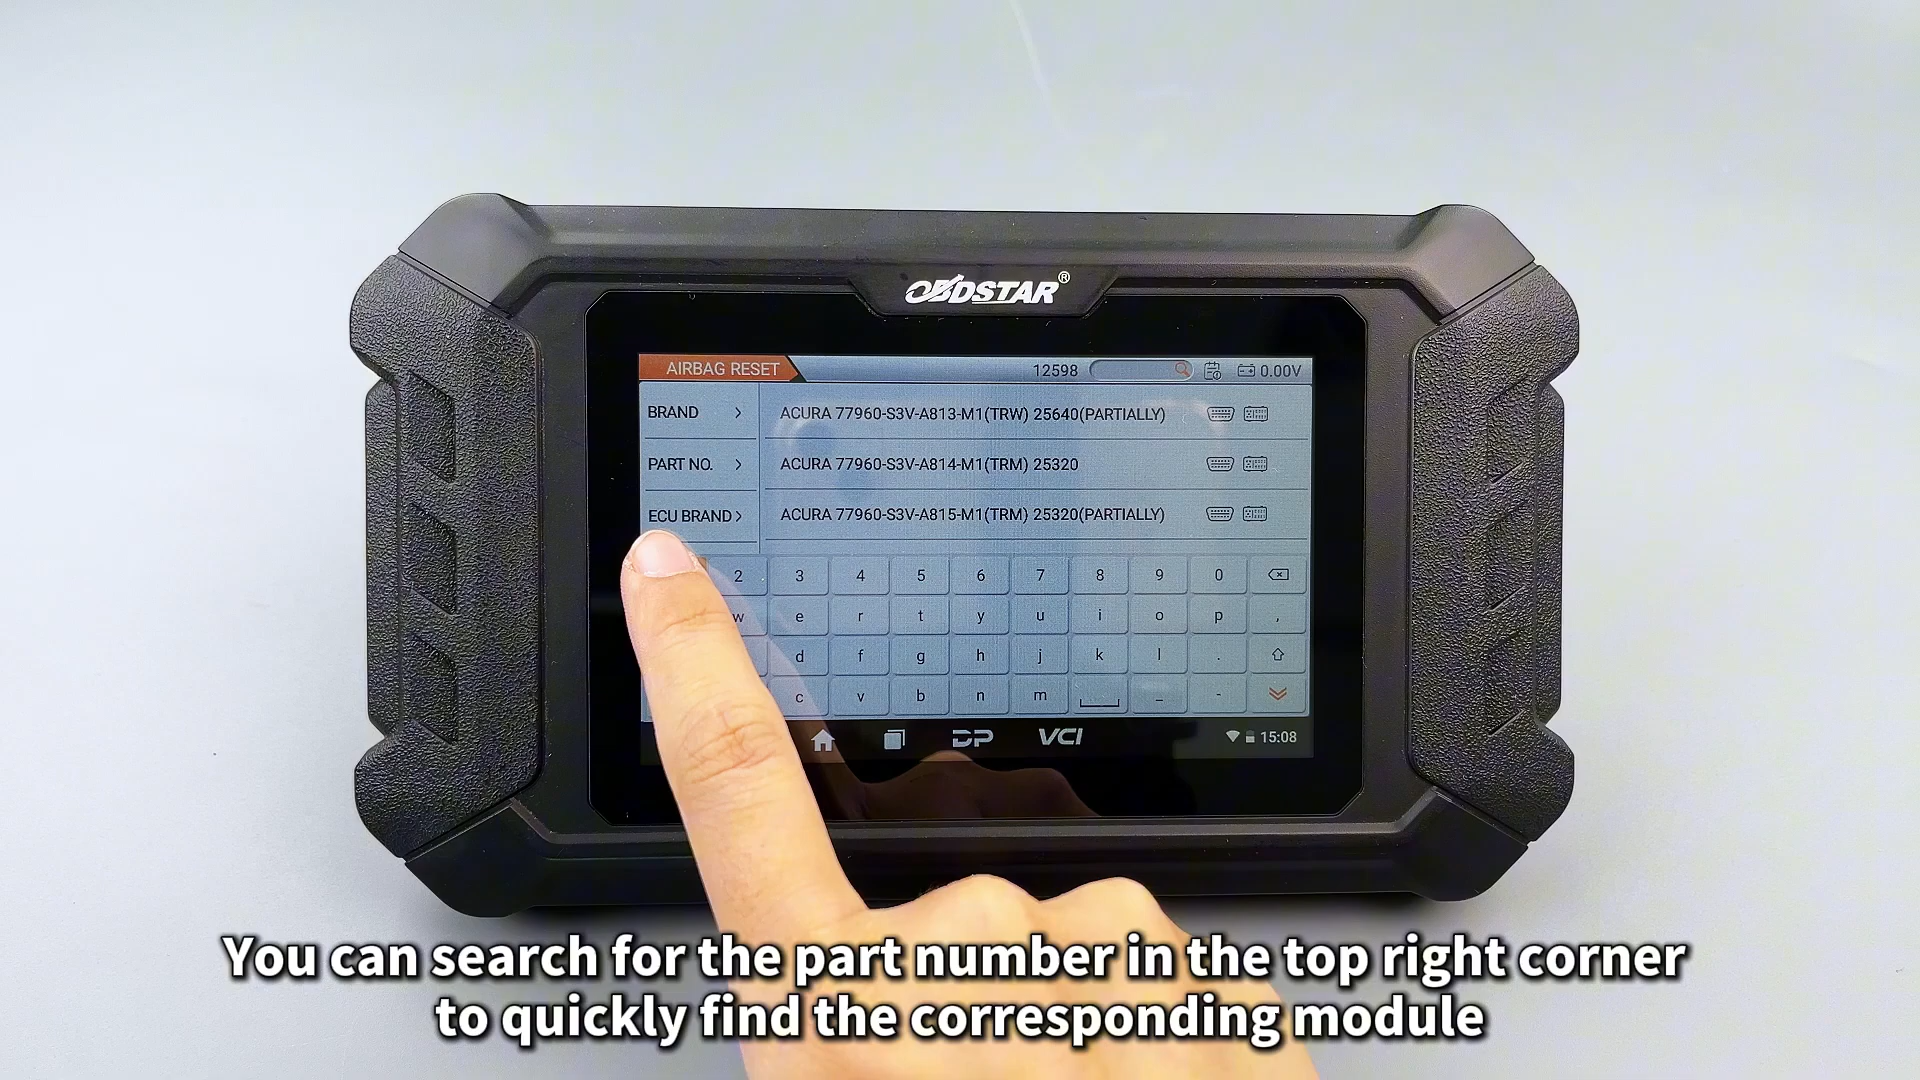 OBDSTAR®
AIRBAG RESET
12598
0.00V
BRAND >
ACURA 77960-S3V-A813-M1(TRW) 25640(PARTIALLY)
PART NO. >
ACURA 77960-S3V-A814-M1(TRM) 25320
ECU BRAND >
ACURA 77960-S3V-A815-M1(TRM) 25320(PARTIALLY)
2 3 4 5 6 7 8 9 0
w e r t y u i o p ,
d f g h j k l .
c v b n m _ -
DP VCI 15:08
You can search for the part number in the top right corner
to quickly find the corresponding module